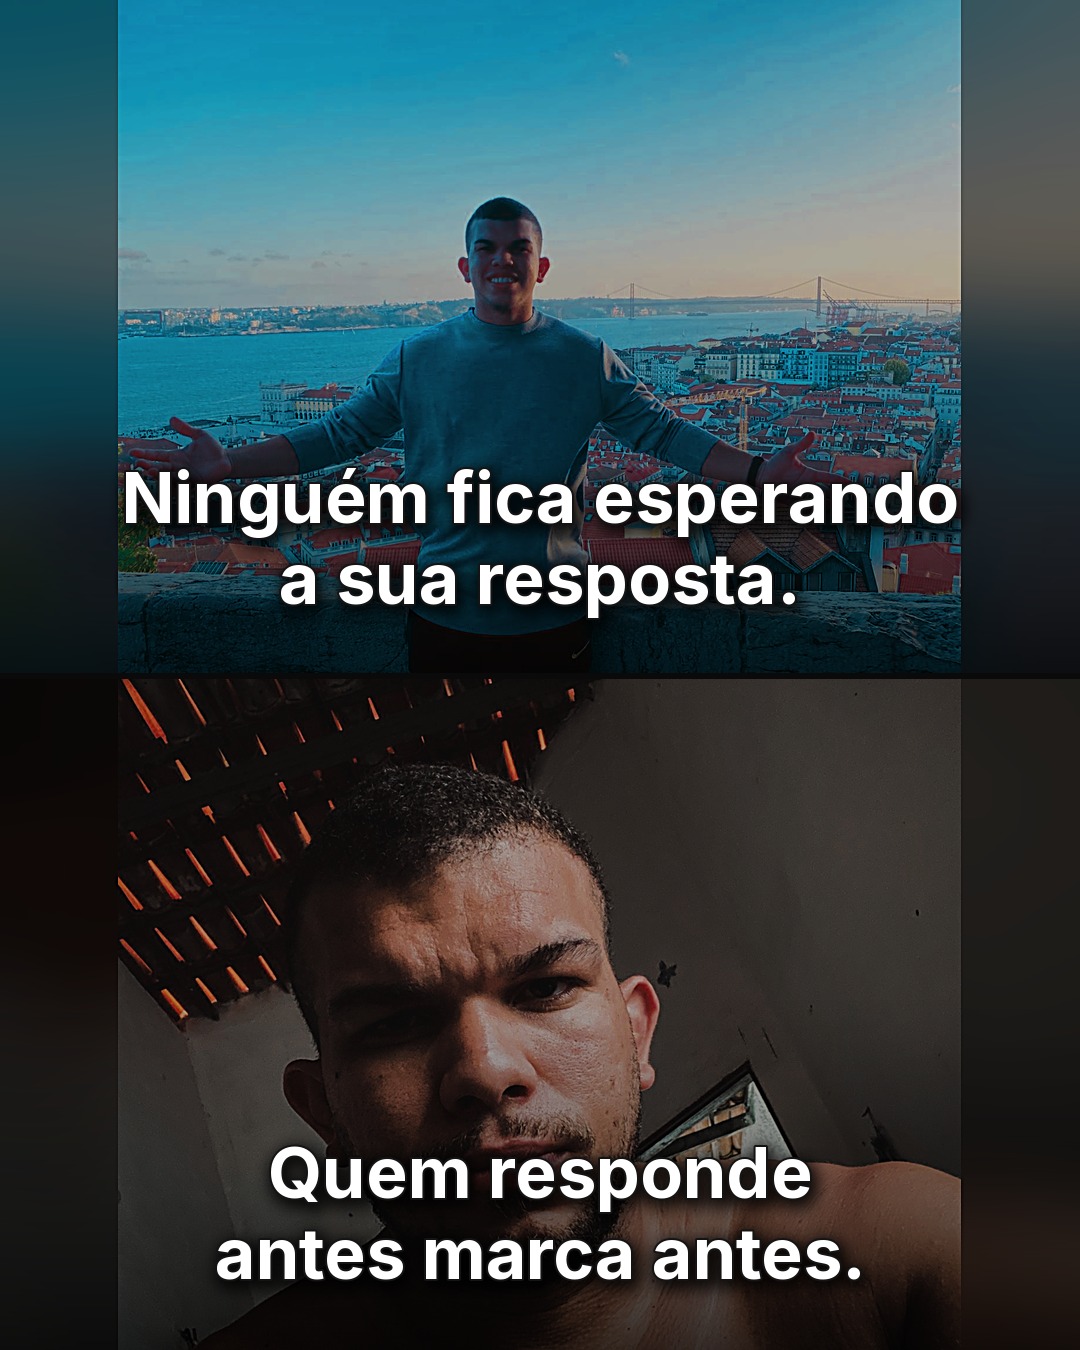 Ninguém fica esperando
a sua resposta.
Quem responde
antes marca antes.